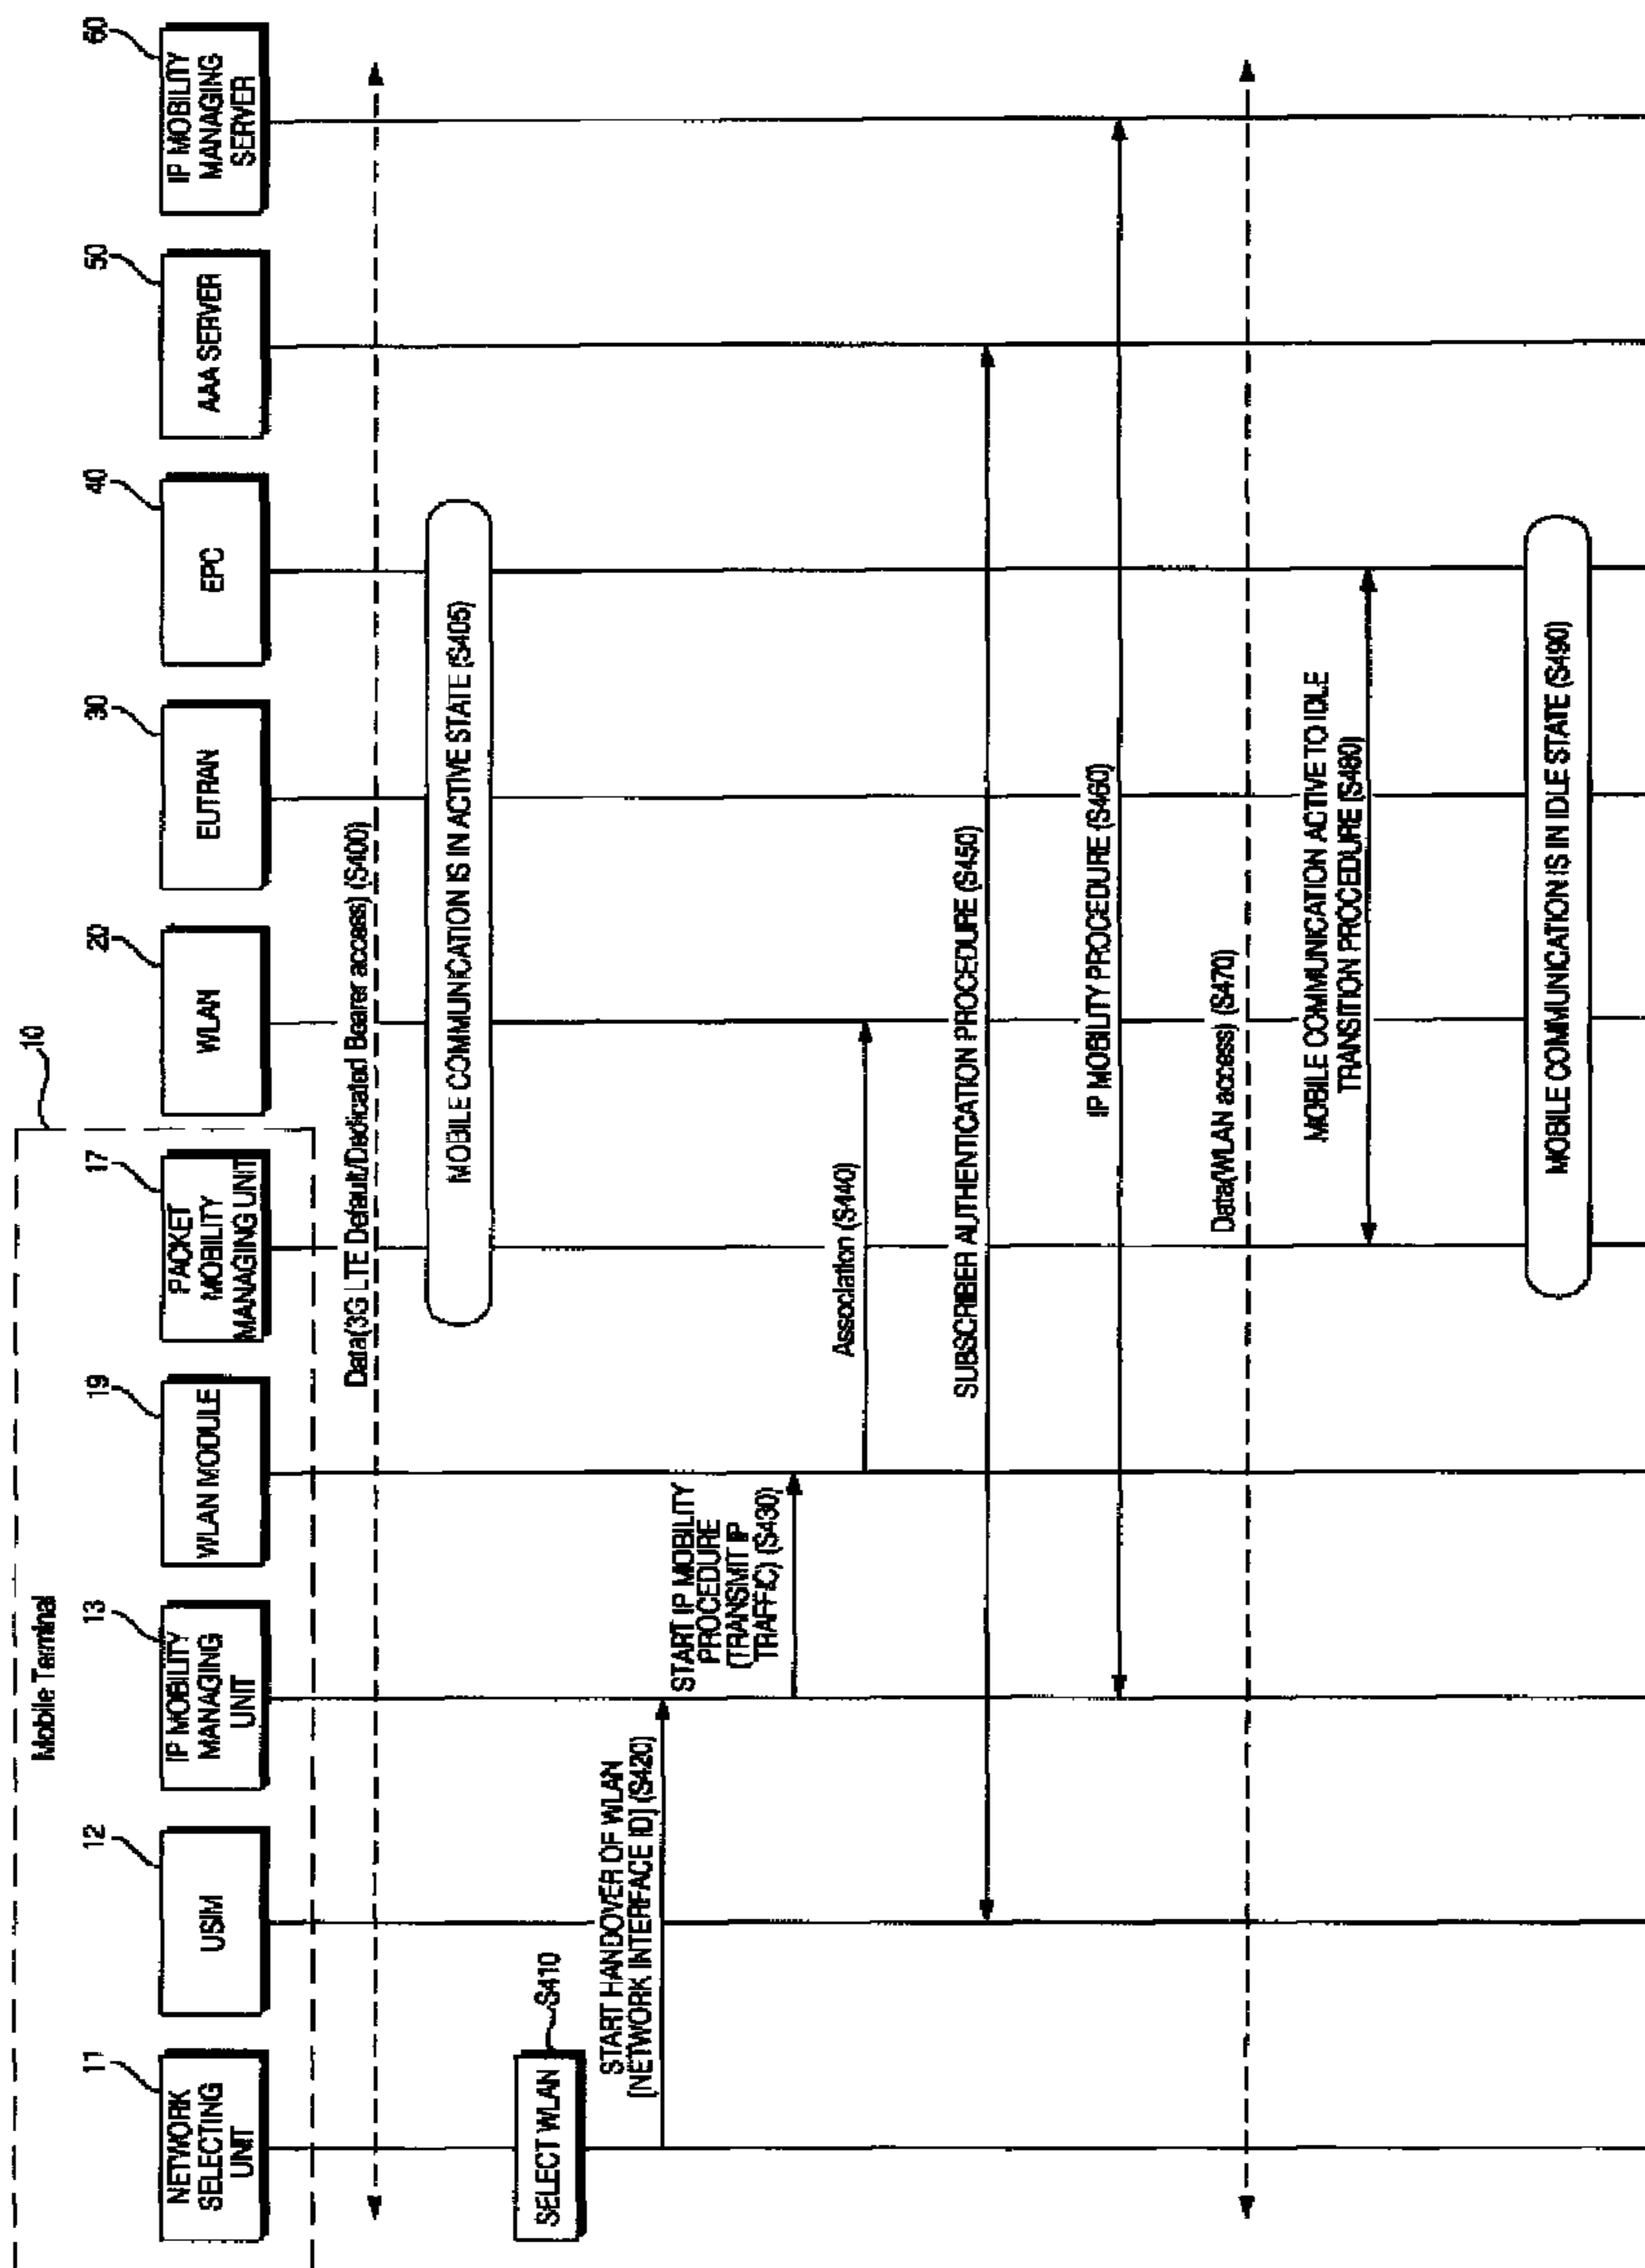 Mobile Terminal
10
11
NETWORK
SELECTING
UNIT
12
USIM
13
IP MOBILITY
MANAGING
UNIT
19
WLAN MODULE
17
PACKET
MOBILITY
MANAGING UNIT
20
WLAN
30
EUTRAN
40
EPC
50
AAA SERVER
60
IP MOBILITY
MANAGING
SERVER
Data(3G LTE Default/Dedicated Bearer access) (S400)
MOBILE COMMUNICATION IS IN ACTIVE STATE (S405)
SELECT WLAN
S410
START HANDOVER OF WLAN
[NETWORK INTERFACE ID] (S420)
START IP MOBILITY
PROCEDURE
(TRANSMIT IP
TRAFFIC) (S430)
Association (S440)
SUBSCRIBER AUTHENTICATION PROCEDURE (S450)
IP MOBILITY PROCEDURE (S460)
Data(WLAN access) (S470)
MOBILE COMMUNICATION ACTIVE TO IDLE
TRANSITION PROCEDURE (S480)
MOBILE COMMUNICATION IS IN IDLE STATE (S490)